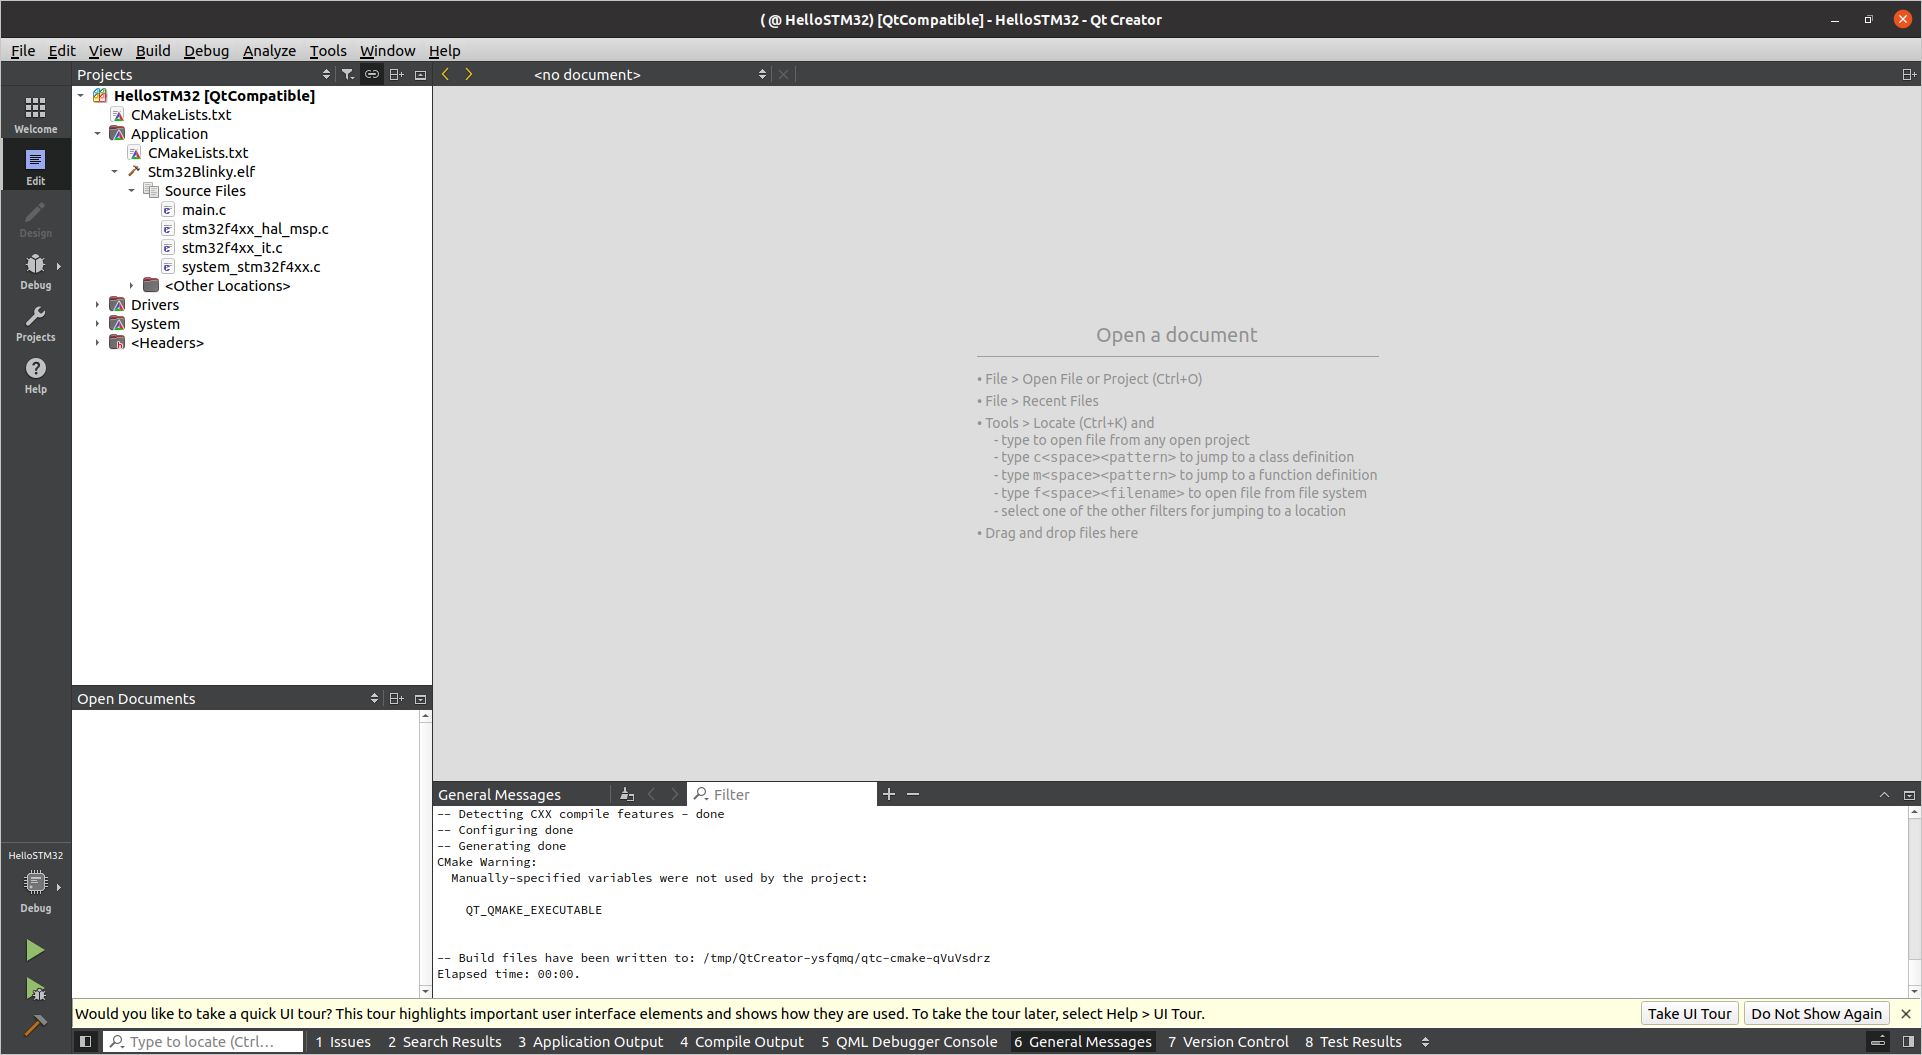 ( @ HelloSTM32) [QtCompatible] - HelloSTM32 - Qt Creator
File Edit View Build Debug Analyze Tools Window Help
Projects
<no document>
HelloSTM32 [QtCompatible]
CMakeLists.txt
Application
CMakeLists.txt
Stm32Blinky.elf
Source Files
main.c
stm32f4xx_hal_msp.c
stm32f4xx_it.c
system_stm32f4xx.c
<Other Locations>
Drivers
System
<Headers>
Welcome
Edit
Design
Debug
Projects
Help
Open a document
• File > Open File or Project (Ctrl+O)
• File > Recent Files
• Tools > Locate (Ctrl+K) and
- type to open file from any open project
- type c<space><pattern> to jump to a class definition
- type m<space><pattern> to jump to a function definition
- type f<space><filename> to open file from file system
- select one of the other filters for jumping to a location
• Drag and drop files here
Open Documents
General Messages
Filter
-- Detecting CXX compile features - done
-- Configuring done
-- Generating done
CMake Warning:
Manually-specified variables were not used by the project:
QT_QMAKE_EXECUTABLE
-- Build files have been written to: /tmp/QtCreator-ysfqmq/qtc-cmake-qVuVsdrz
Elapsed time: 00:00.
HelloSTM32
Debug
Would you like to take a quick UI tour? This tour highlights important user interface elements and shows how they are used. To take the tour later, select Help > UI Tour.
Take UI Tour
Do Not Show Again
Type to locate (Ctrl...
1 Issues 2 Search Results 3 Application Output 4 Compile Output 5 QML Debugger Console 6 General Messages 7 Version Control 8 Test Results